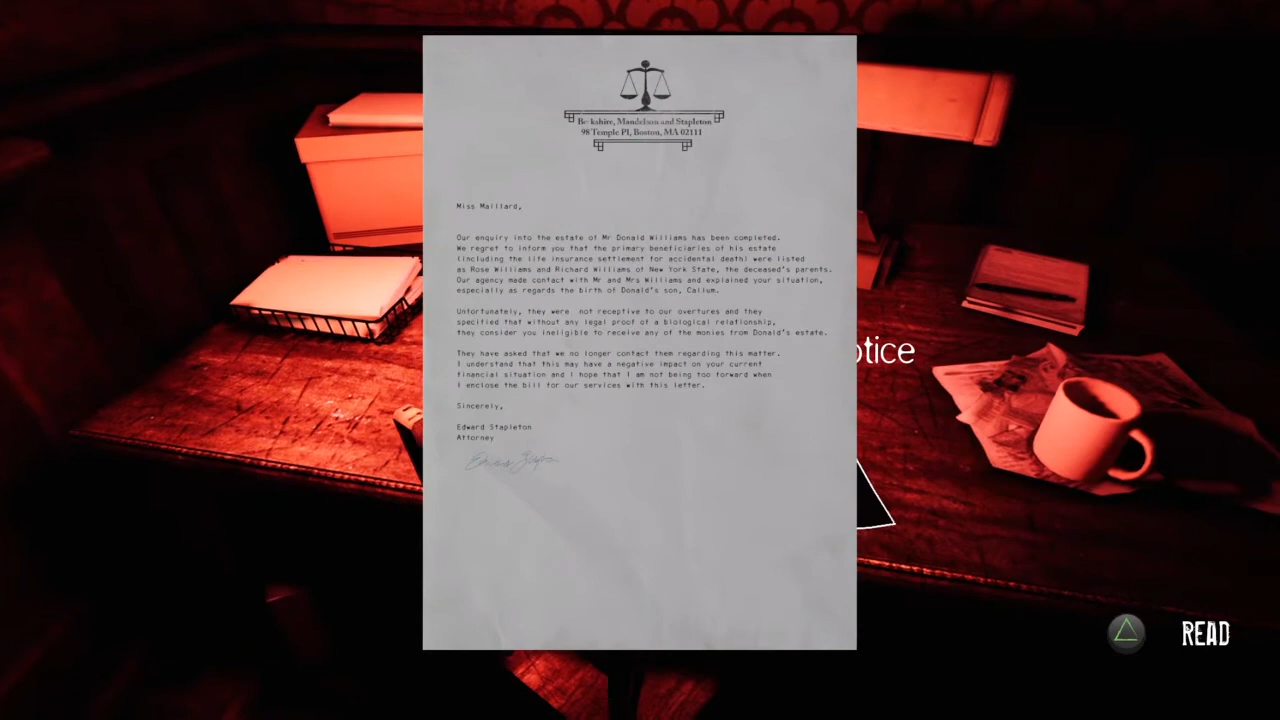 Berkshire, Mandelson and Stapleton
98 Temple Pl, Boston, MA 02111
Miss Maillard,
Our enquiry into the estate of Mr Donald Williams has been completed.
We regret to inform you that the primary beneficiaries of his estate
(including the life insurance settlement for accidental death) were listed
as Rose Williams and Richard Williams of New York State, the deceased's parents.
Our agency made contact with Mr and Mrs Williams and explained your situation,
especially as regards the birth of Donald's son, Callum.
Unfortunately, they were not receptive to our overtures and they
specified that without any legal proof of a biological relationship,
they consider you ineligible to receive any of the monies from Donald's estate.
They have asked that we no longer contact them regarding this matter.
I understand that this may have a negative impact on your current
financial situation and I hope that I am not being too forward when
I enclose the bill for our services with this letter.
Sincerely,
Edward Stapleton
Attorney
otice
READ